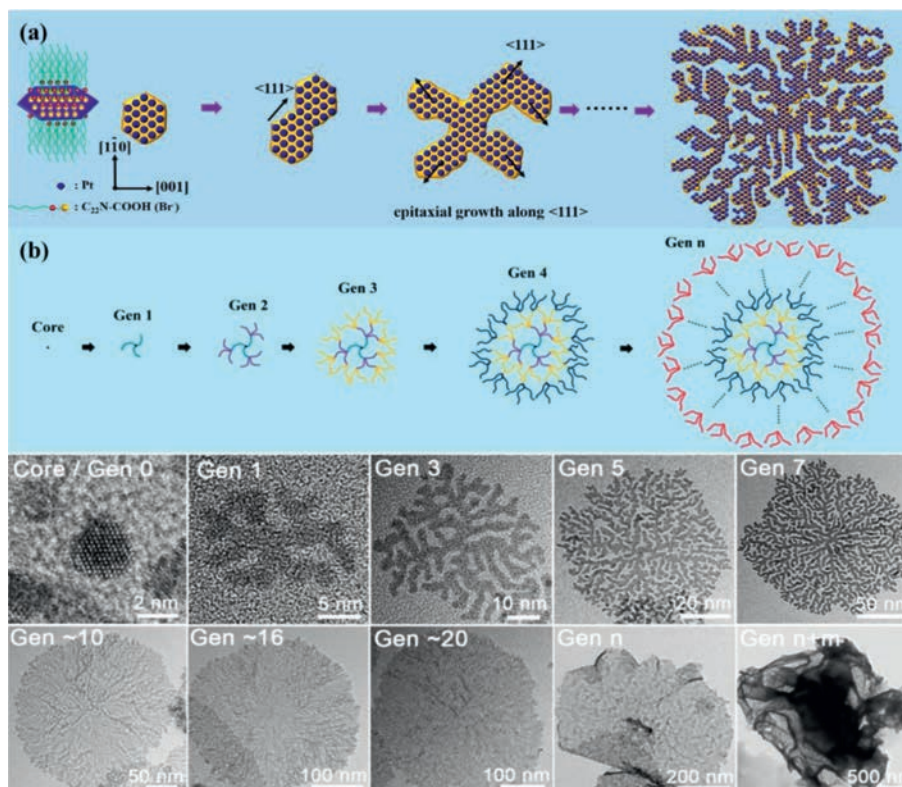 (a)
<111>
<111>
[1̄10]
[001]
: Pt
: C₂₂N-COOH (Br⁻)
epitaxial growth along <111>
......
(b)
Core
Gen 1
Gen 2
Gen 3
Gen 4
Gen n
Core / Gen 0
2 nm
Gen 1
5 nm
Gen 3
10 nm
Gen 5
20 nm
Gen 7
50 nm
Gen ~10
50 nm
Gen ~16
100 nm
Gen ~20
100 nm
Gen n
200 nm
Gen n+m
500 nm